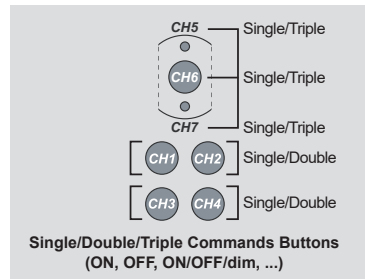 CH5 Single/Triple
CH6 Single/Triple
CH7 Single/Triple
CH1 CH2 Single/Double
CH3 CH4 Single/Double
Single/Double/Triple Commands Buttons
(ON, OFF, ON/OFF/dim, ...)